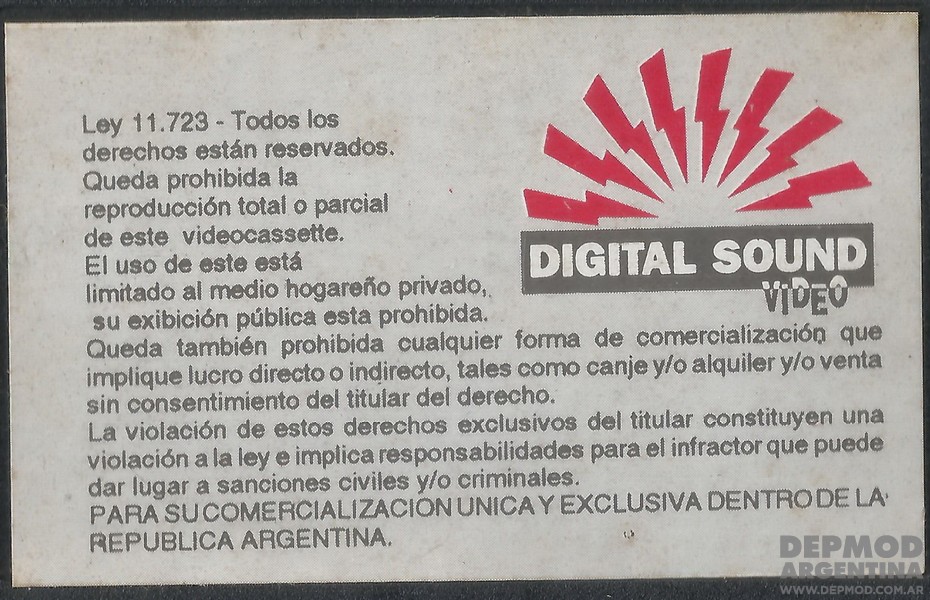 Ley 11.723 - Todos los
derechos están reservados.
Queda prohibida la
reproducción total o parcial
de este videocassette.
El uso de este está
limitado al medio hogareño privado,
su exibición pública esta prohibida.
Queda también prohibida cualquier forma de comercialización que
implique lucro directo o indirecto, tales como canje y/o alquiler y/o venta
sin consentimiento del titular del derecho.
La violación de estos derechos exclusivos del titular constituyen una
violación a la ley e implica responsabilidades para el infractor que puede
dar lugar a sanciones civiles y/o criminales.
PARA SU COMERCIALIZACION UNICA Y EXCLUSIVA DENTRO DE LA
REPUBLICA ARGENTINA.
DIGITAL SOUND
VIDEO
DEPMOD
ARGENTINA
WWW.DEPMOD.COM.AR